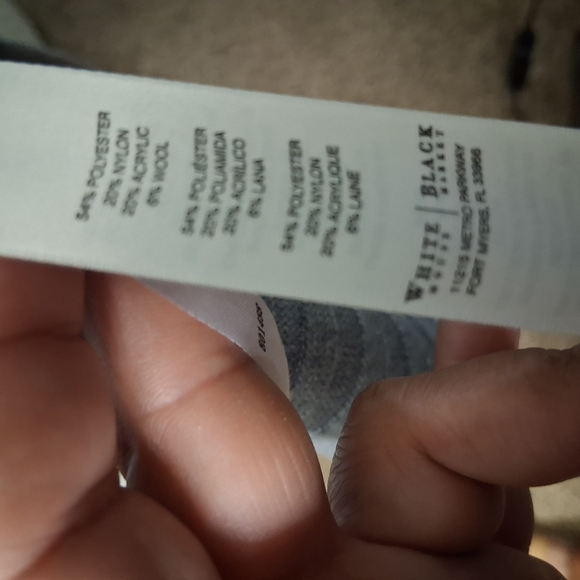 54% POLYESTER
20% NYLON
20% ACRYLIC
6% WOOL
54% POLIÉSTER
20% POLIAMIDA
20% ACRÍLICO
6% LANA
54% POLYESTER
20% NYLON
20% ACRYLIQUE
6% LAINE
WHITE | BLACK
HOUSE | MARKET
11215 METRO PARKWAY
FORT MYERS, FL 33966